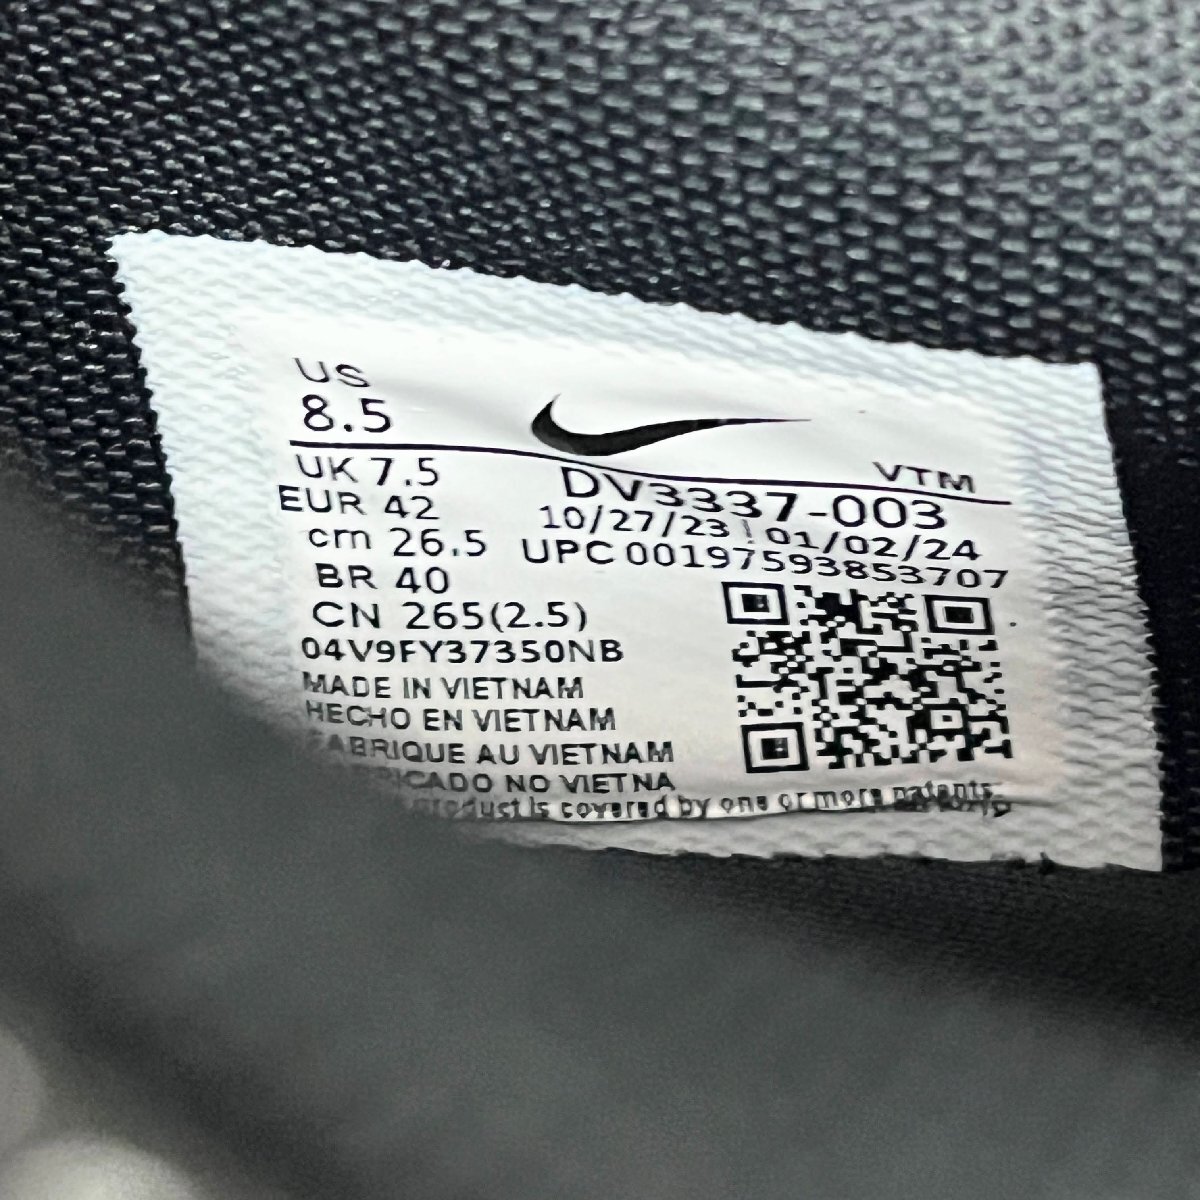 US
8.5
VTM
UK 7.5
DV3337-003
EUR 42
10/27/23 ! 01/02/24
cm 26.5
UPC 00197593853707
BR 40
CN 265(2.5)
04V9FY37350NB
MADE IN VIETNAM
HECHO EN VIETNAM
FABRIQUE AU VIETNAM
RICADO NO VIETNA
product is covered by one or more patents.